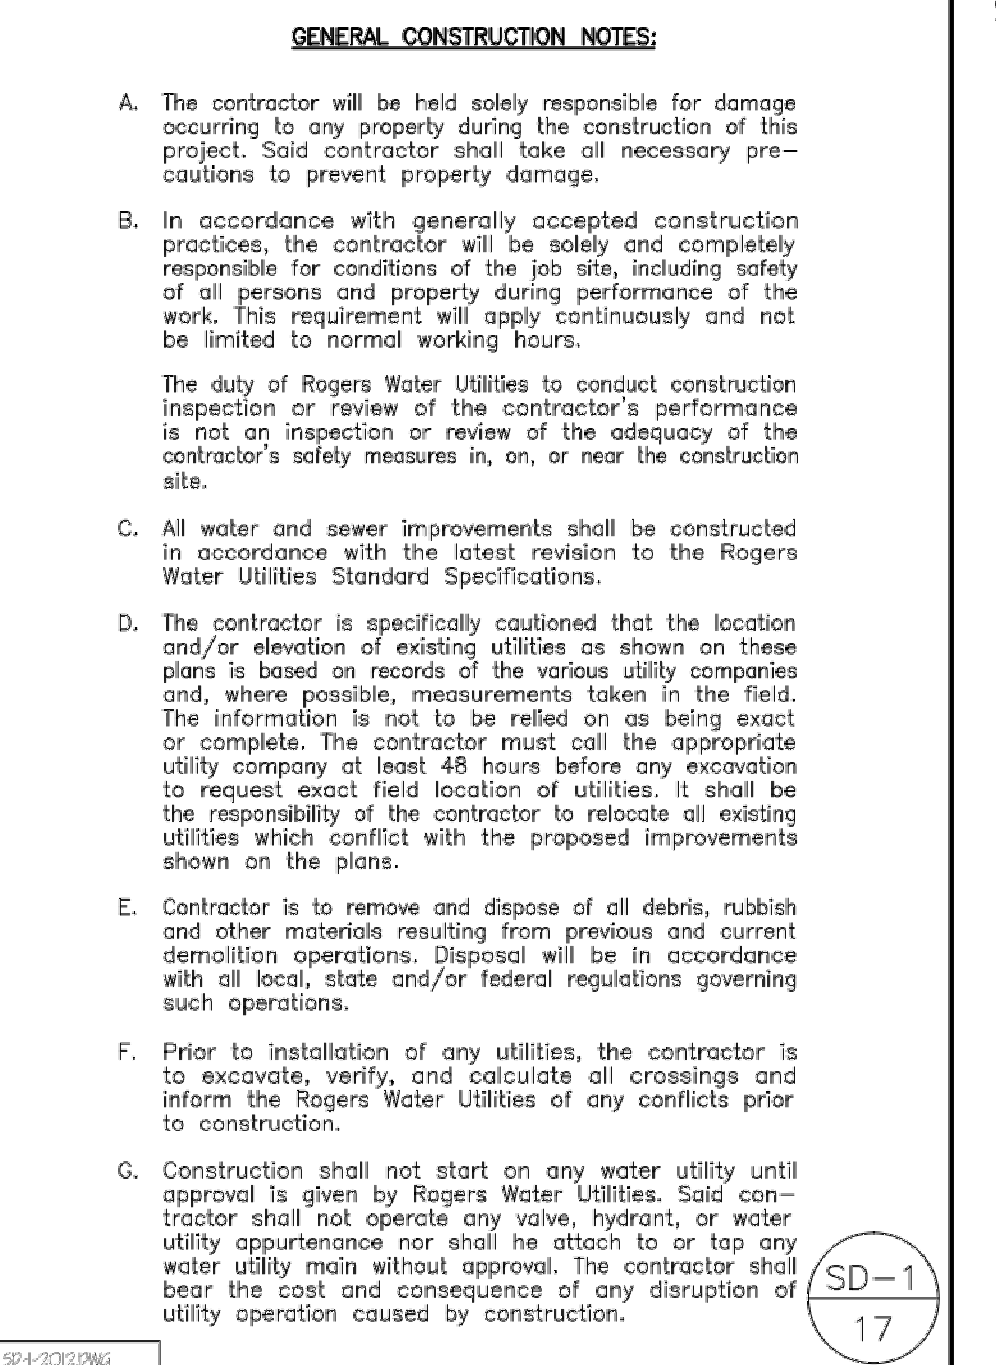 GENERAL CONSTRUCTION NOTES:
A. The contractor will be held solely responsible for damage
occurring to any property during the construction of this
project. Said contractor shall take all necessary pre–
cautions to prevent property damage.
B. In accordance with generally accepted construction
practices, the contractor will be solely and completely
responsible for conditions of the job site, including safety
of all persons and property during performance of the
work. This requirement will apply continuously and not
be limited to normal working hours.
The duty of Rogers Water Utilities to conduct construction
inspection or review of the contractor's performance
is not an inspection or review of the adequacy of the
contractor's safety measures in, on, or near the construction
site.
C. All water and sewer improvements shall be constructed
in accordance with the latest revision to the Rogers
Water Utilities Standard Specifications.
D. The contractor is specifically cautioned that the location
and/or elevation of existing utilities as shown on these
plans is based on records of the various utility companies
and, where possible, measurements taken in the field.
The information is not to be relied on as being exact
or complete. The contractor must call the appropriate
utility company at least 48 hours before any excavation
to request exact field location of utilities. It shall be
the responsibility of the contractor to relocate all existing
utilities which conflict with the proposed improvements
shown on the plans.
E. Contractor is to remove and dispose of all debris, rubbish
and other materials resulting from previous and current
demolition operations. Disposal will be in accordance
with all local, state and/or federal regulations governing
such operations.
F. Prior to installation of any utilities, the contractor is
to excavate, verify, and calculate all crossings and
inform the Rogers Water Utilities of any conflicts prior
to construction.
G. Construction shall not start on any water utility until
approval is given by Rogers Water Utilities. Said con–
tractor shall not operate any valve, hydrant, or water
utility appurtenance nor shall he attach to or tap any
water utility main without approval. The contractor shall
bear the cost and consequence of any disruption of
utility operation caused by construction.
SD–1
17